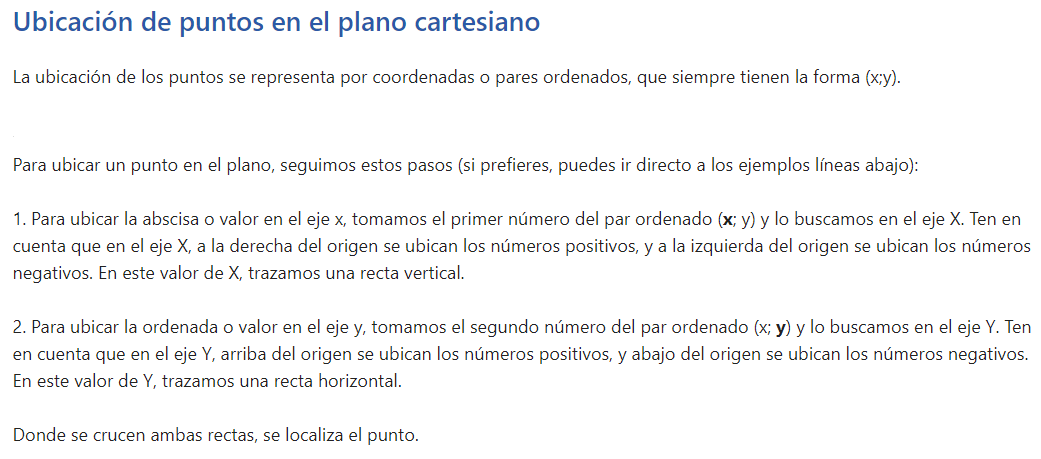 Ubicación de puntos en el plano cartesiano
La ubicación de los puntos se representa por coordenadas o pares ordenados, que siempre tienen la forma (x;y).
Para ubicar un punto en el plano, seguimos estos pasos (si prefieres, puedes ir directo a los ejemplos líneas abajo):
1. Para ubicar la abscisa o valor en el eje x, tomamos el primer número del par ordenado (x; y) y lo buscamos en el eje X. Ten en
cuenta que en el eje X, a la derecha del origen se ubican los números positivos, y a la izquierda del origen se ubican los números
negativos. En este valor de X, trazamos una recta vertical.
2. Para ubicar la ordenada o valor en el eje y, tomamos el segundo número del par ordenado (x; y) y lo buscamos en el eje Y. Ten
en cuenta que en el eje Y, arriba del origen se ubican los números positivos, y abajo del origen se ubican los números negativos.
En este valor de Y, trazamos una recta horizontal.
Donde se crucen ambas rectas, se localiza el punto.